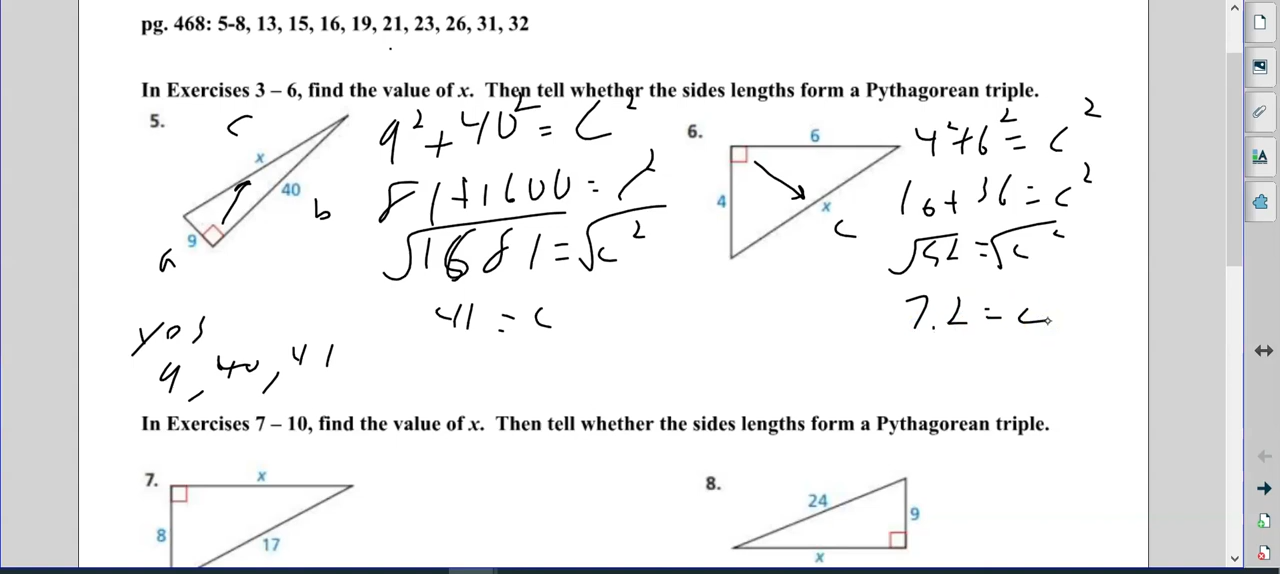 pg. 468: 5-8, 13, 15, 16, 19, 21, 23, 26, 31, 32
In Exercises 3 – 6, find the value of x. Then tell whether the sides lengths form a Pythagorean triple.
5.
c
x
40
b
9
a
9² + 40² = c²
81 + 1600 = c²
√1681 = √c²
41 = c
yes
9, 40, 41
6.
6
4
x
c
4² + 6² = c²
16 + 36 = c²
√52 = √c²
7.2 = c
In Exercises 7 – 10, find the value of x. Then tell whether the sides lengths form a Pythagorean triple.
7.
x
8
17
8.
24
9
x